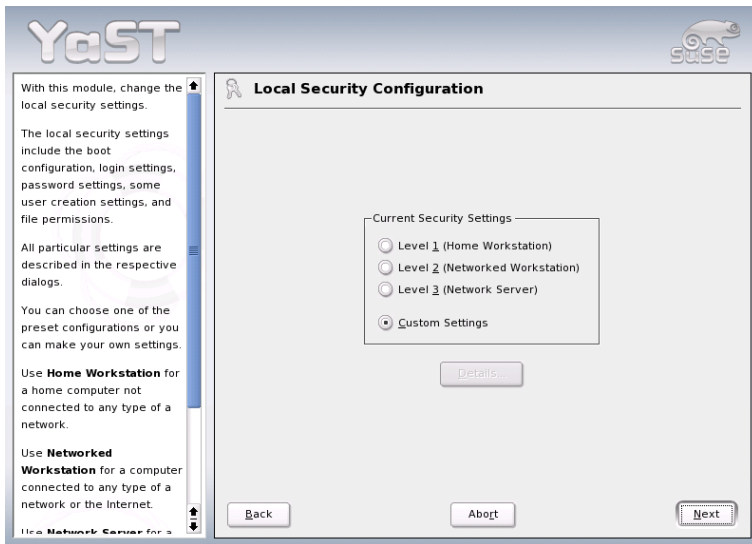 YaST
SUSE
With this module, change the
local security settings.
The local security settings
include the boot
configuration, login settings,
password settings, some
user creation settings, and
file permissions.
All particular settings are
described in the respective
dialogs.
You can choose one of the
preset configurations or you
can make your own settings.
Use Home Workstation for
a home computer not
connected to any type of a
network.
Use Networked
Workstation for a computer
connected to any type of a
network or the Internet.
Use Network Server for a
Local Security Configuration
Current Security Settings
Level 1 (Home Workstation)
Level 2 (Networked Workstation)
Level 3 (Network Server)
Custom Settings
Details...
Back
Abort
Next